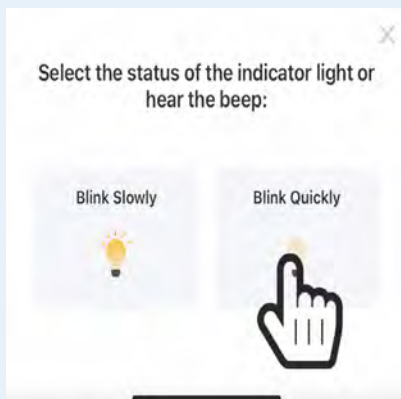 Select the status of the indicator light or
hear the beep:
Blink Slowly
Blink Quickly